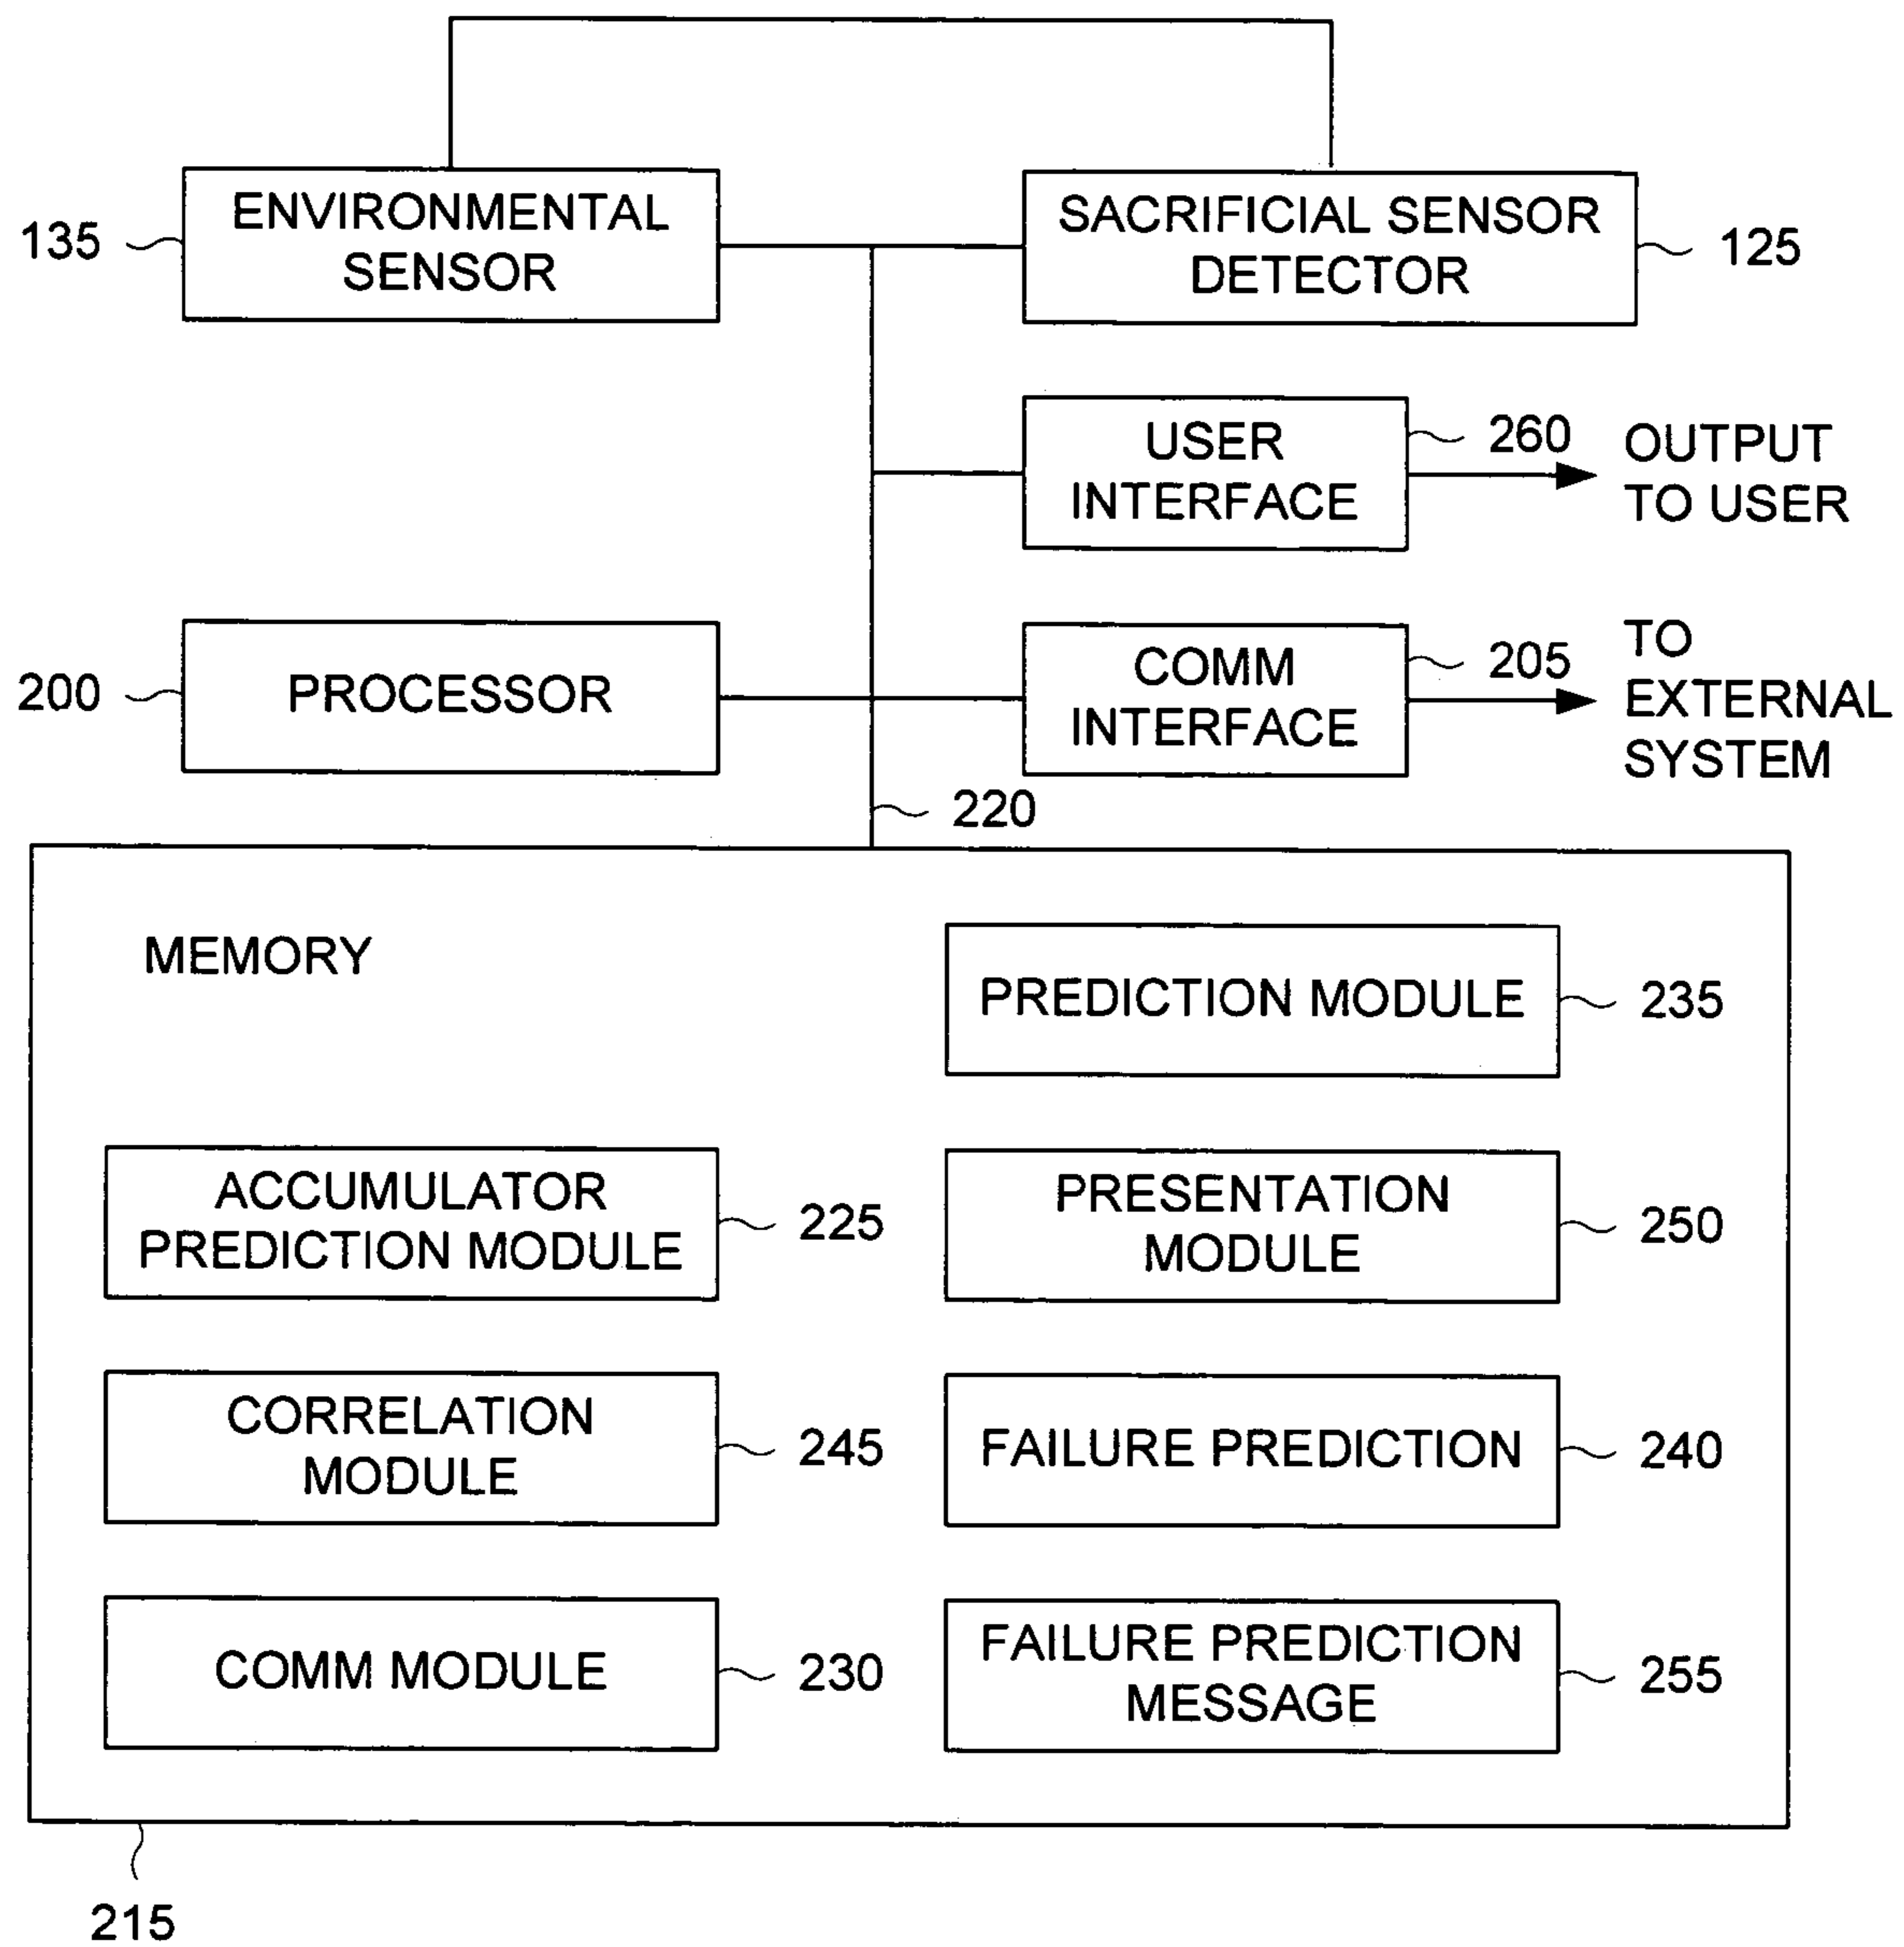 135
ENVIRONMENTAL
SENSOR
SACRIFICIAL SENSOR
DETECTOR
125
USER
INTERFACE
260
OUTPUT
TO USER
200
PROCESSOR
COMM
INTERFACE
205
TO
EXTERNAL
SYSTEM
220
MEMORY
PREDICTION MODULE
235
ACCUMULATOR
PREDICTION MODULE
225
PRESENTATION
MODULE
250
CORRELATION
MODULE
245
FAILURE PREDICTION
240
COMM MODULE
230
FAILURE PREDICTION
MESSAGE
255
215